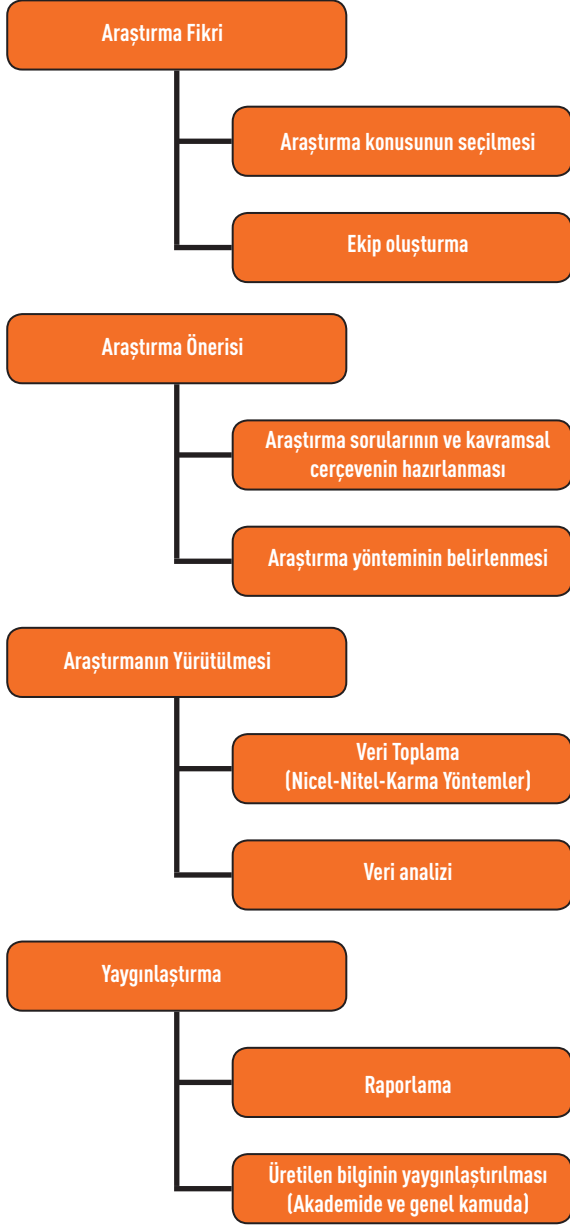 Araştırma Fikri
Araştırma konusunun seçilmesi
Ekip oluşturma
Araştırma Önerisi
Araştırma sorularının ve kavramsal
cerçevenin hazırlanması
Araştırma yönteminin belirlenmesi
Araştırmanın Yürütülmesi
Veri Toplama
(Nicel-Nitel-Karma Yöntemler)
Veri analizi
Yaygınlaştırma
Raporlama
Üretilen bilginin yaygınlaştırılması
(Akademide ve genel kamuda)